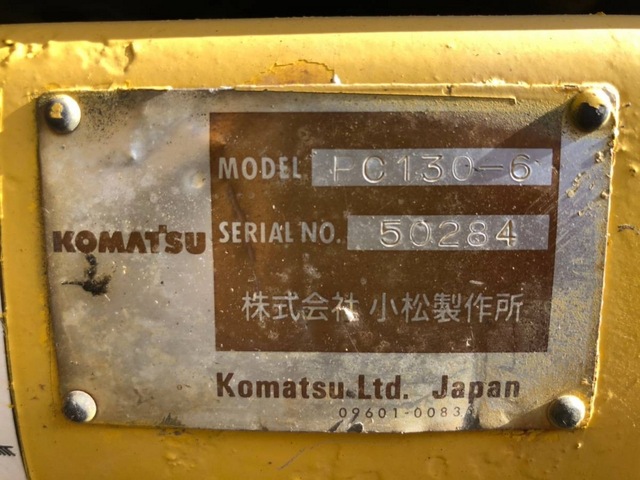 MODEL PC130-6
KOMATSU SERIAL NO. 50284
株式会社 小松製作所
Komatsu Ltd. Japan